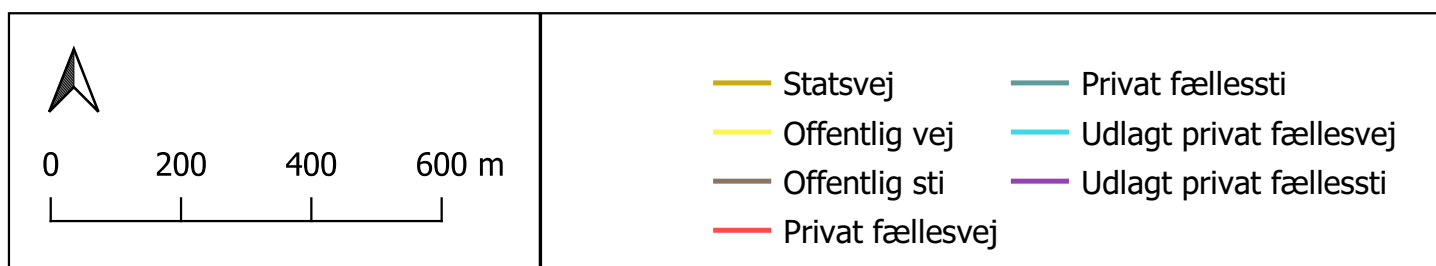 0 200 400 600 m
Statsvej
Offentlig vej
Offentlig sti
Privat fællesvej
Privat fællessti
Udlagt privat fællesvej
Udlagt privat fællessti